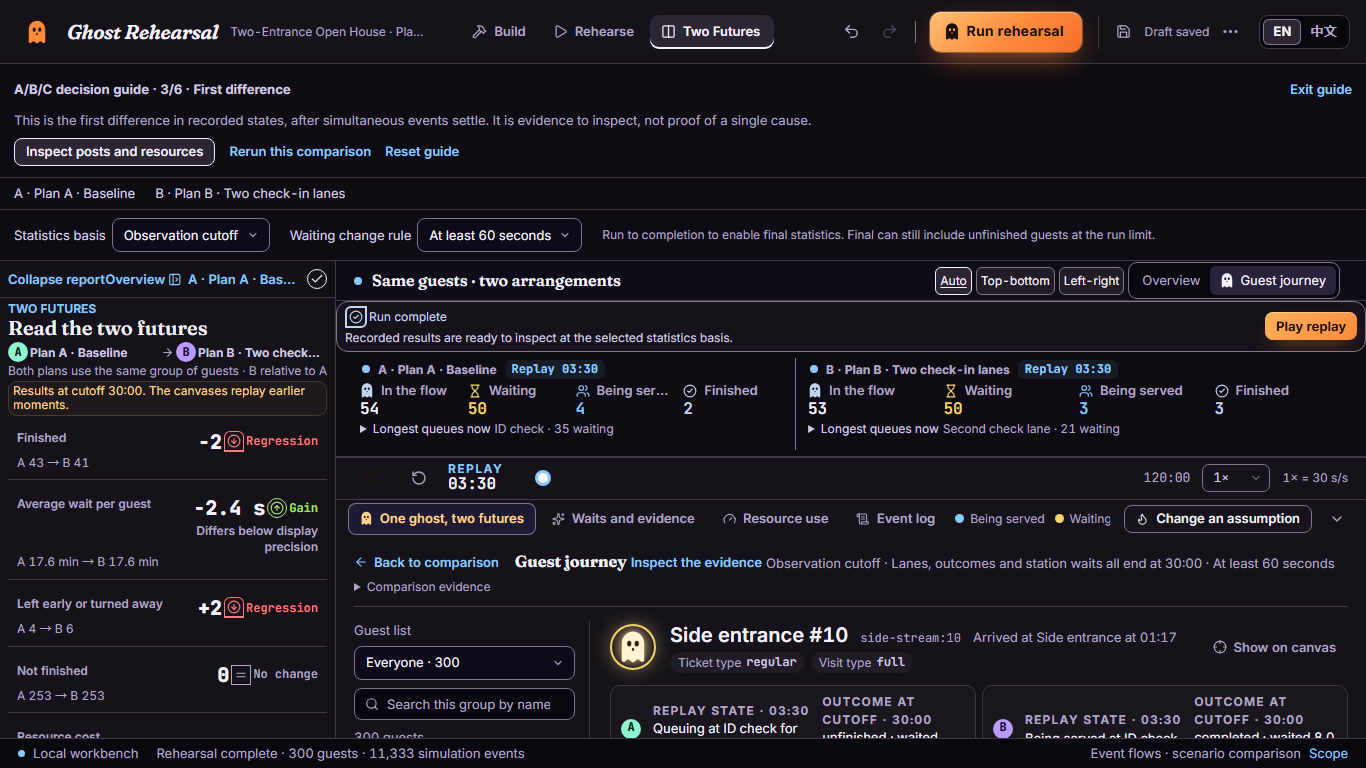 Ghost Rehearsal
Two-Entrance Open House · Pla...
Build
Rehearse
Two Futures
Run rehearsal
Draft saved
EN
中文
A/B/C decision guide · 3/6 · First difference
Exit guide
This is the first difference in recorded states, after simultaneous events settle. It is evidence to inspect, not proof of a single cause.
Inspect posts and resources
Rerun this comparison
Reset guide
A · Plan A · Baseline
B · Plan B · Two check-in lanes
Statistics basis
Observation cutoff
Waiting change rule
At least 60 seconds
Run to completion to enable final statistics. Final can still include unfinished guests at the run limit.
Collapse report
Overview
A · Plan A · Bas...
TWO FUTURES
Read the two futures
A Plan A · Baseline → B Plan B · Two check...
Both plans use the same group of guests · B relative to A
Results at cutoff 30:00. The canvases replay earlier
moments.
Finished
-2 Regression
A 43 → B 41
Average wait per guest
-2.4 s Gain
Differs below display
precision
A 17.6 min → B 17.6 min
Left early or turned away
+2 Regression
A 4 → B 6
Not finished
0 = No change
A 253 → B 253
Resource cost
Same guests · two arrangements
Auto
Top-bottom
Left-right
Overview
Guest journey
Run complete
Recorded results are ready to inspect at the selected statistics basis.
Play replay
A · Plan A · Baseline
Replay 03:30
In the flow
54
Waiting
50
Being ser...
4
Finished
2
Longest queues now ID check · 35 waiting
B · Plan B · Two check-in lanes
Replay 03:30
In the flow
53
Waiting
50
Being served
3
Finished
3
Longest queues now Second check lane · 21 waiting
REPLAY
03:30
120:00
1×
1× = 30 s/s
One ghost, two futures
Waits and evidence
Resource use
Event log
Being served
Waiting
Change an assumption
← Back to comparison
Guest journey
Inspect the evidence
Observation cutoff · Lanes, outcomes and station waits all end at 30:00 · At least 60 seconds
Comparison evidence
Guest list
Everyone · 300
Search this group by name
300 guests
Side entrance #10
side-stream:10
Arrived at Side entrance at 01:17
Ticket type regular
Visit type full
Show on canvas
A
REPLAY STATE · 03:30
Queuing at ID check for
OUTCOME AT
CUTOFF · 30:00
unfinished · waited
B
REPLAY STATE · 03:30
Being served at ID check
OUTCOME AT
CUTOFF · 30:00
completed · waited 8.0
Local workbench
Rehearsal complete · 300 guests · 11,333 simulation events
Event flows · scenario comparison
Scope